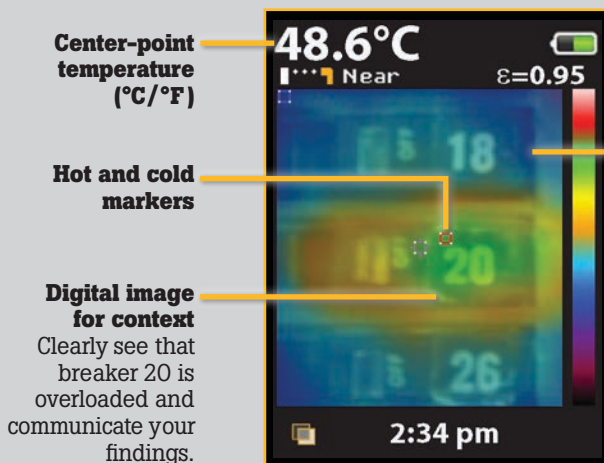 Center-point
temperature
(°C/°F)
Hot and cold
markers
Digital image
for context
Clearly see that
breaker 20 is
overloaded and
communicate your
findings.
48.6°C
Near
ε=0.95
18
20
26
2:34 pm